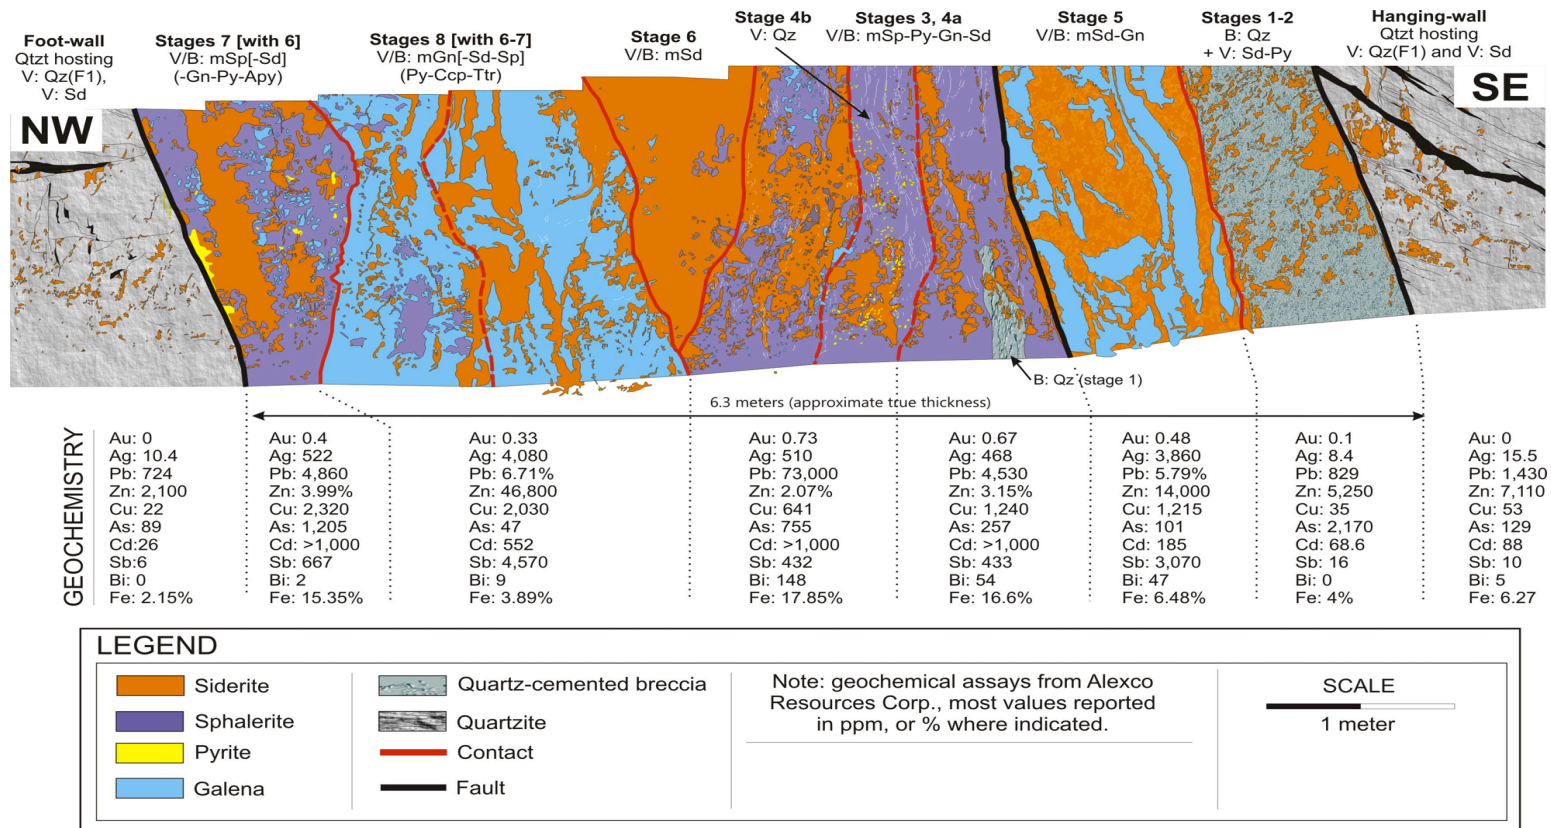 Foot-wall
Qtzt hosting
V: Qz(F1),
V: Sd
Stages 7 [with 6]
V/B: mSp[-Sd]
(-Gn-Py-Apy)
Stages 8 [with 6-7]
V/B: mGn[-Sd-Sp]
(Py-Ccp-Ttr)
Stage 6
V/B: mSd
Stage 4b
V: Qz
Stages 3, 4a
V/B: mSp-Py-Gn-Sd
Stage 5
V/B: mSd-Gn
Stages 1-2
B: Qz
+ V: Sd-Py
Hanging-wall
Qtzt hosting
V: Qz(F1) and V: Sd
NW
SE
B: Qz (stage 1)
6.3 meters (approximate true thickness)
GEOCHEMISTRY
Au: 0
Ag: 10.4
Pb: 724
Zn: 2,100
Cu: 22
As: 89
Cd:26
Sb:6
Bi: 0
Fe: 2.15%
Au: 0.4
Ag: 522
Pb: 4,860
Zn: 3.99%
Cu: 2,320
As: 1,205
Cd: >1,000
Sb: 667
Bi: 2
Fe: 15.35%
Au: 0.33
Ag: 4,080
Pb: 6.71%
Zn: 46,800
Cu: 2,030
As: 47
Cd: 552
Sb: 4,570
Bi: 9
Fe: 3.89%
Au: 0.73
Ag: 510
Pb: 73,000
Zn: 2.07%
Cu: 641
As: 755
Cd: >1,000
Sb: 432
Bi: 148
Fe: 17.85%
Au: 0.67
Ag: 468
Pb: 4,530
Zn: 3.15%
Cu: 1,240
As: 257
Cd: >1,000
Sb: 433
Bi: 54
Fe: 16.6%
Au: 0.48
Ag: 3,860
Pb: 5.79%
Zn: 14,000
Cu: 1,215
As: 101
Cd: 185
Sb: 3,070
Bi: 47
Fe: 6.48%
Au: 0.1
Ag: 8.4
Pb: 829
Zn: 5,250
Cu: 35
As: 2,170
Cd: 68.6
Sb: 16
Bi: 0
Fe: 4%
Au: 0
Ag: 15.5
Pb: 1,430
Zn: 7,110
Cu: 53
As: 129
Cd: 88
Sb: 10
Bi: 5
Fe: 6.27
LEGEND
Siderite
Sphalerite
Pyrite
Galena
Quartz-cemented breccia
Quartzite
Contact
Fault
Note: geochemical assays from Alexco
Resources Corp., most values reported
in ppm, or % where indicated.
SCALE
1 meter